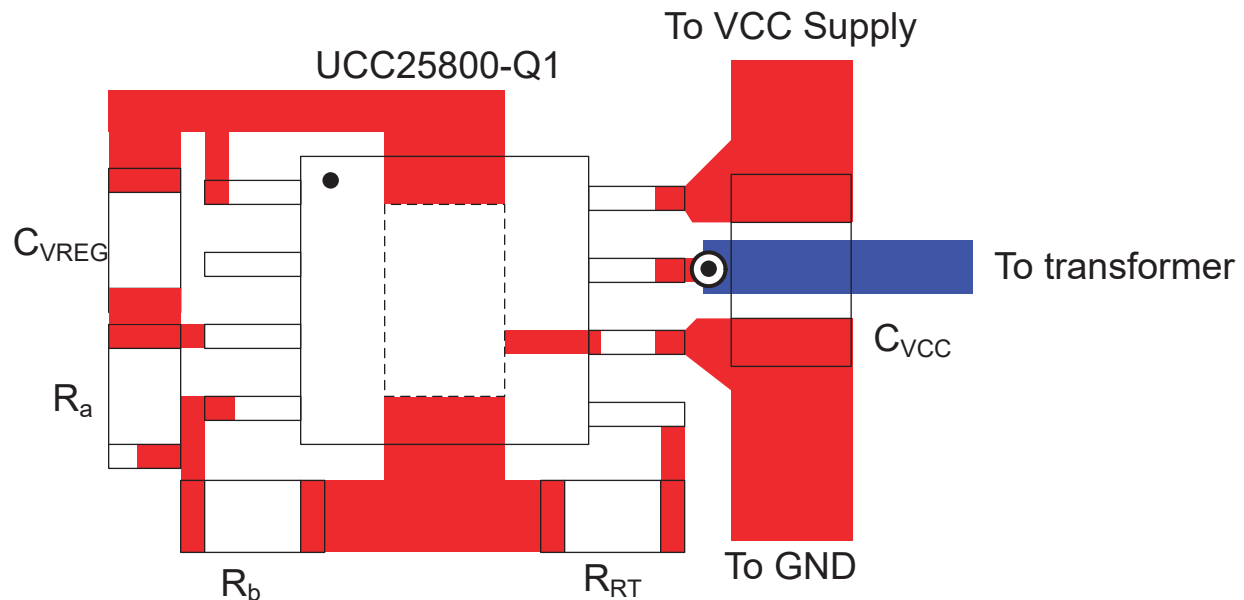 To VCC Supply
UCC25800-Q1
CVREG
To transformer
CVCC
Ra
To GND
Rb
RRT